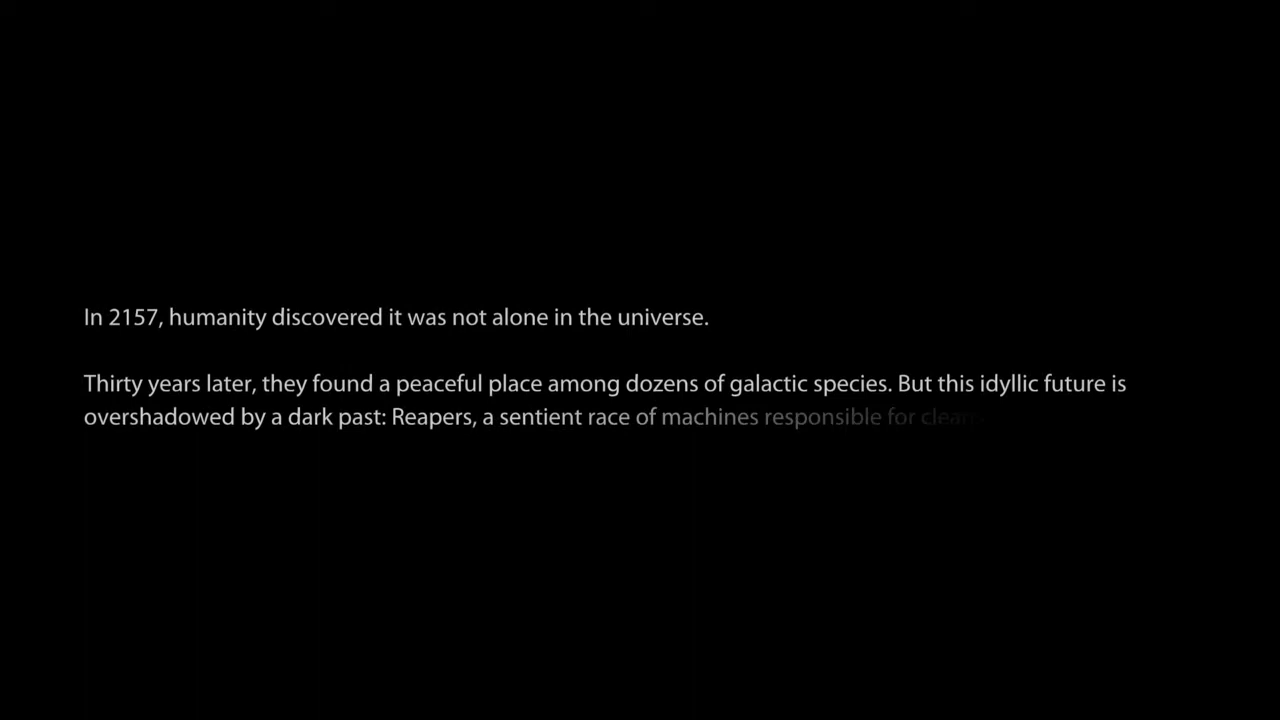 In 2157, humanity discovered it was not alone in the universe.
Thirty years later, they found a peaceful place among dozens of galactic species. But this idyllic future is
overshadowed by a dark past: Reapers, a sentient race of machines responsible for